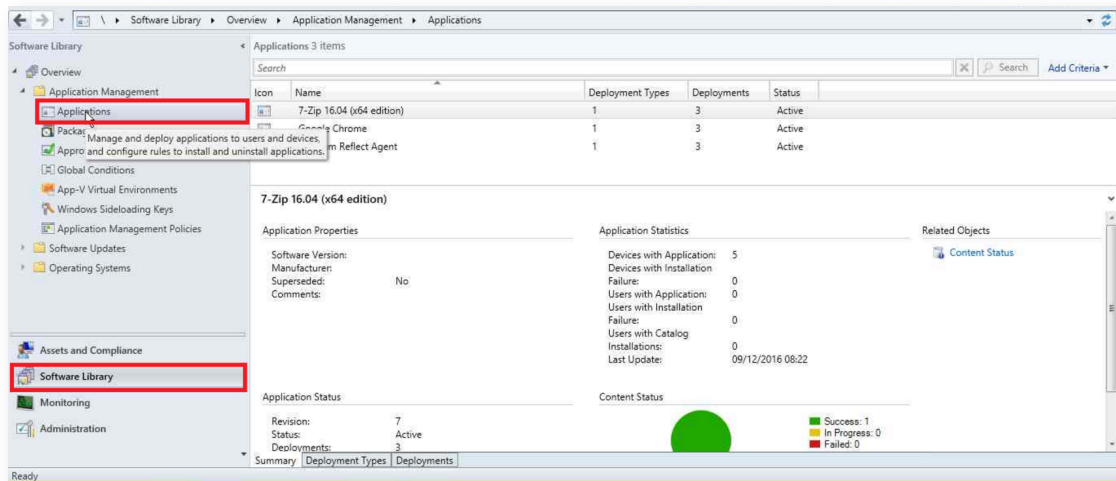 \ ▸ Software Library ▸ Overview ▸ Application Management ▸ Applications
Software Library
Overview
Application Management
Applications
Packag
Manage and deploy applications to users and devices,
and configure rules to install and uninstall applications.
Appro
Global Conditions
App-V Virtual Environments
Windows Sideloading Keys
Application Management Policies
Software Updates
Operating Systems
Assets and Compliance
Software Library
Monitoring
Administration
Applications 3 items
Search
Search
Add Criteria
Icon Name Deployment Types Deployments Status
7-Zip 16.04 (x64 edition) 1 3 Active
Google Chrome 1 3 Active
m Reflect Agent 1 3 Active
7-Zip 16.04 (x64 edition)
Application Properties
Software Version:
Manufacturer:
Superseded: No
Comments:
Application Statistics
Devices with Application: 5
Devices with Installation
Failure: 0
Users with Application: 0
Users with Installation
Failure: 0
Users with Catalog
Installations: 0
Last Update: 09/12/2016 08:22
Related Objects
Content Status
Application Status
Revision: 7
Status: Active
Deployments: 3
Content Status
Success: 1
In Progress: 0
Failed: 0
Summary Deployment Types Deployments
Ready